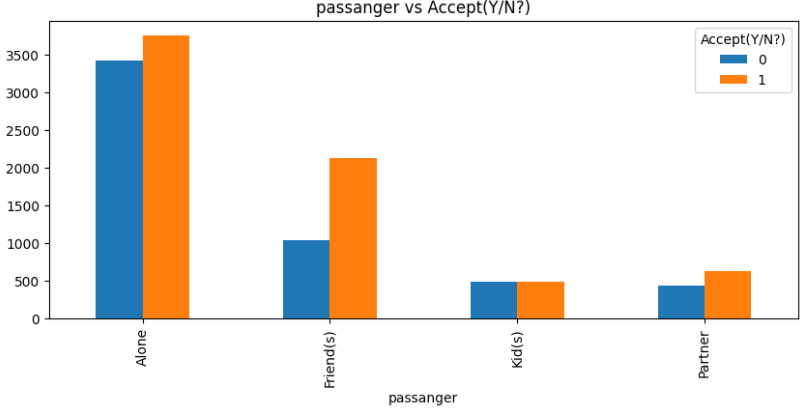 passanger vs Accept(Y/N?)
Accept(Y/N?)
0
1
3500
3000
2500
2000
1500
1000
500
0
Alone
Friend(s)
Kid(s)
Partner
passanger